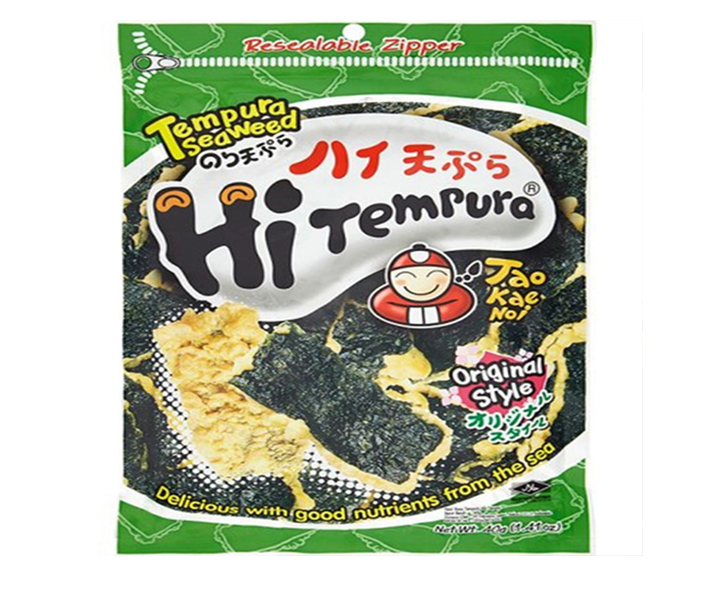 Resealable Zipper
Tempura
Seaweed
のり天ぷら
ハイ天ぷら
Hi Tempura®
Tao
Kae
Noi
Original
Style
オリジナル
スタイル
Delicious with good nutrients from the sea
Net Wt. 40g (1.41oz)